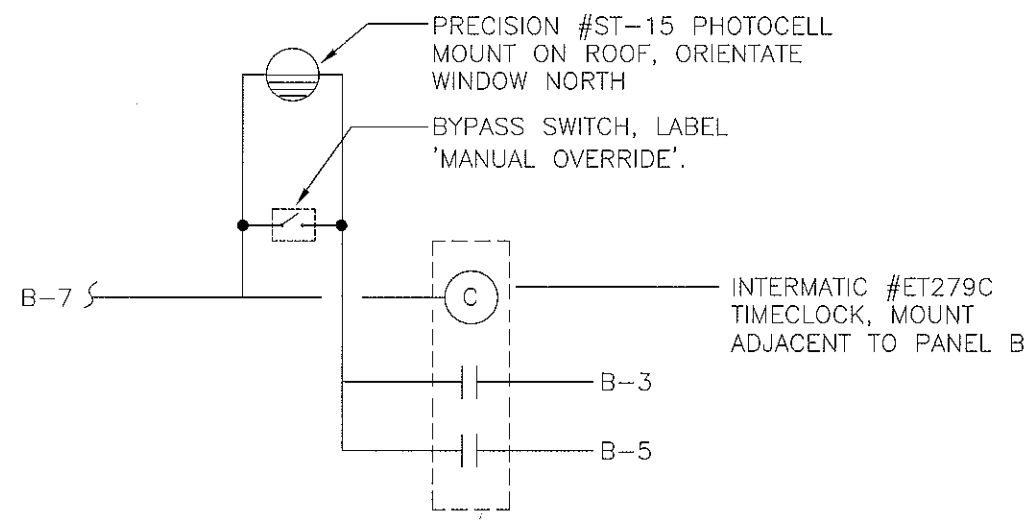 PRECISION #ST-15 PHOTOCELL
MOUNT ON ROOF, ORIENTATE
WINDOW NORTH
BYPASS SWITCH, LABEL
'MANUAL OVERRIDE'.
B-7
C
INTERMATIC #ET279C
TIMECLOCK, MOUNT
ADJACENT TO PANEL B
B-3
B-5